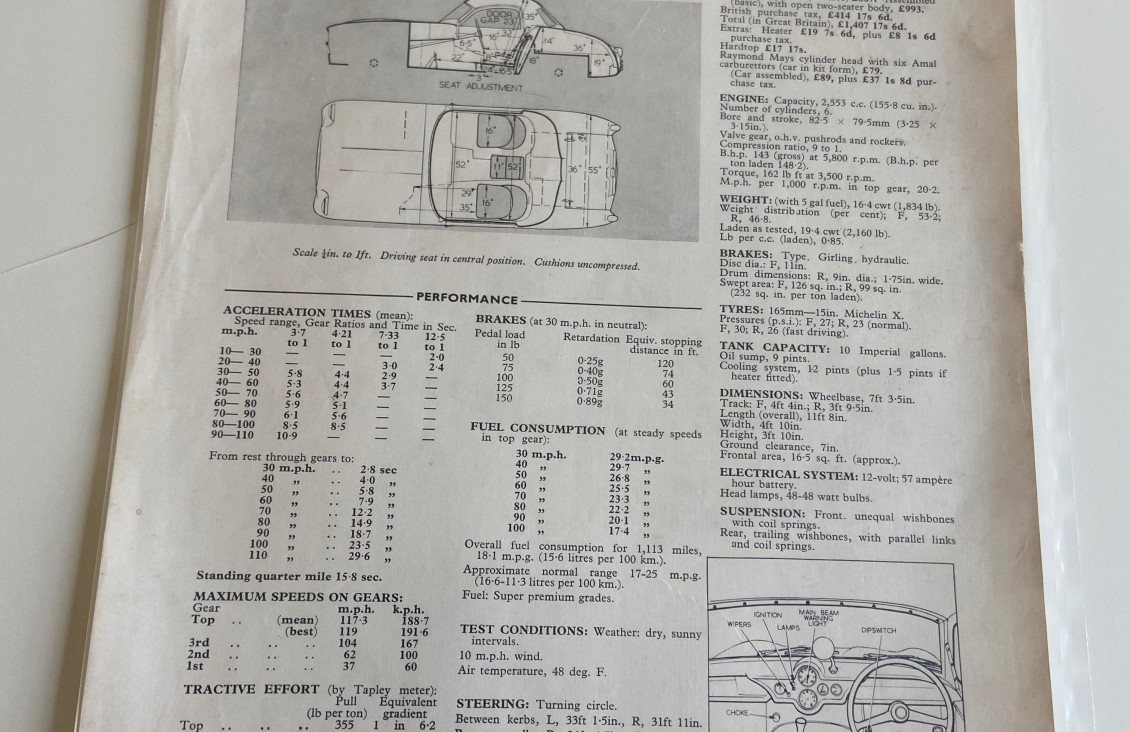 DOOR
GAP 23"
35"
32"
16"
6·5"
44"
22"
18"
36"
19"
3"
SEAT ADJUSTMENT
16"
52"
11"
52"
36"
55"
29"
35"
16"
Scale ¼in. to 1ft. Driving seat in central position. Cushions uncompressed.
PERFORMANCE
ACCELERATION TIMES (mean):
Speed range, Gear Ratios and Time in Sec.
m.p.h. 3·7 4·21 7·33 12·5
to 1 to 1 to 1 to 1
10— 30 — — — 2·0
20— 40 — — 3·0 2·4
30— 50 5·8 4·4 2·9 —
40— 60 5·3 4·4 3·7 —
50— 70 5·6 4·7 — —
60— 80 5·9 5·1 — —
70— 90 6·1 5·6 — —
80—100 8·5 8·5 — —
90—110 10·9 — — —
From rest through gears to:
30 m.p.h. .. 2·8 sec
40 „ .. 4·0 „
50 „ .. 5·8 „
60 „ .. 7·9 „
70 „ .. 12·2 „
80 „ .. 14·9 „
90 „ .. 18·7 „
100 „ .. 23·5 „
110 „ .. 29·6 „
Standing quarter mile 15·8 sec.
MAXIMUM SPEEDS ON GEARS:
Gear m.p.h. k.p.h.
Top .. (mean) 117·3 188·7
(best) 119 191·6
3rd .. .. .. 104 167
2nd .. .. .. 62 100
1st .. .. .. 37 60
TRACTIVE EFFORT (by Tapley meter):
Pull Equivalent
(lb per ton) gradient
Top .. .. .. 355 1 in 6·2
BRAKES (at 30 m.p.h. in neutral):
Pedal load Retardation Equiv. stopping
in lb distance in ft.
50 0·25g 120
75 0·40g 74
100 0·50g 60
125 0·71g 43
150 0·89g 34
FUEL CONSUMPTION (at steady speeds
in top gear):
30 m.p.h. 29·2m.p.g.
40 „ 29·7 „
50 „ 26·8 „
60 „ 25·5 „
70 „ 23·3 „
80 „ 22·2 „
90 „ 20·1 „
100 „ 17·4 „
Overall fuel consumption for 1,113 miles,
18·1 m.p.g. (15·6 litres per 100 km.).
Approximate normal range 17-25 m.p.g.
(16·6-11·3 litres per 100 km.).
Fuel: Super premium grades.
TEST CONDITIONS: Weather: dry, sunny
intervals.
10 m.p.h. wind.
Air temperature, 48 deg. F.
STEERING: Turning circle.
Between kerbs, L, 33ft 1·5in., R, 31ft 11in.
(basic), with open two-seater body, £993.
British purchase tax, £414 17s 6d.
Total (in Great Britain), £1,407 17s 6d.
Extras: Heater £19 7s 6d, plus £8 1s 6d
purchase tax.
Hardtop £17 17s.
Raymond Mays cylinder head with six Amal
carburettors (car in kit form), £79.
(Car assembled), £89, plus £37 1s 8d pur-
chase tax.
ENGINE: Capacity, 2,553 c.c. (155·8 cu. in.).
Number of cylinders, 6.
Bore and stroke, 82·5 × 79·5mm (3·25 ×
3·15in.).
Valve gear, o.h.v. pushrods and rockers.
Compression ratio, 9 to 1.
B.h.p. 143 (gross) at 5,800 r.p.m. (B.h.p. per
ton laden 148·2).
Torque, 162 lb ft at 3,500 r.p.m.
M.p.h. per 1,000 r.p.m. in top gear, 20·2.
WEIGHT: (with 5 gal fuel), 16·4 cwt (1,834 lb).
Weight distribution (per cent); F, 53·2;
R, 46·8.
Laden as tested, 19·4 cwt (2,160 lb).
Lb per c.c. (laden), 0·85.
BRAKES: Type, Girling, hydraulic.
Disc dia.: F, 11in.
Drum dimensions: R, 9in. dia.; 1·75in. wide.
Swept area: F, 126 sq. in.; R, 99 sq. in.
(232 sq. in. per ton laden).
TYRES: 165mm—15in. Michelin X.
Pressures (p.s.i.): F, 27; R, 23 (normal).
F, 30; R, 26 (fast driving).
TANK CAPACITY: 10 Imperial gallons.
Oil sump, 9 pints.
Cooling system, 12 pints (plus 1·5 pints if
heater fitted).
DIMENSIONS: Wheelbase, 7ft 3·5in.
Track: F, 4ft 4in.; R, 3ft 9·5in.
Length (overall), 11ft 8in.
Width, 4ft 10in.
Height, 3ft 10in.
Ground clearance, 7in.
Frontal area, 16·5 sq. ft. (approx.).
ELECTRICAL SYSTEM: 12-volt; 57 ampère
hour battery.
Head lamps, 48-48 watt bulbs.
SUSPENSION: Front, unequal wishbones
with coil springs.
Rear, trailing wishbones, with parallel links
and coil springs.
WIPERS
IGNITION
LAMPS
MAIN BEAM
WARNING
LIGHT
DIPSWITCH
CHOKE